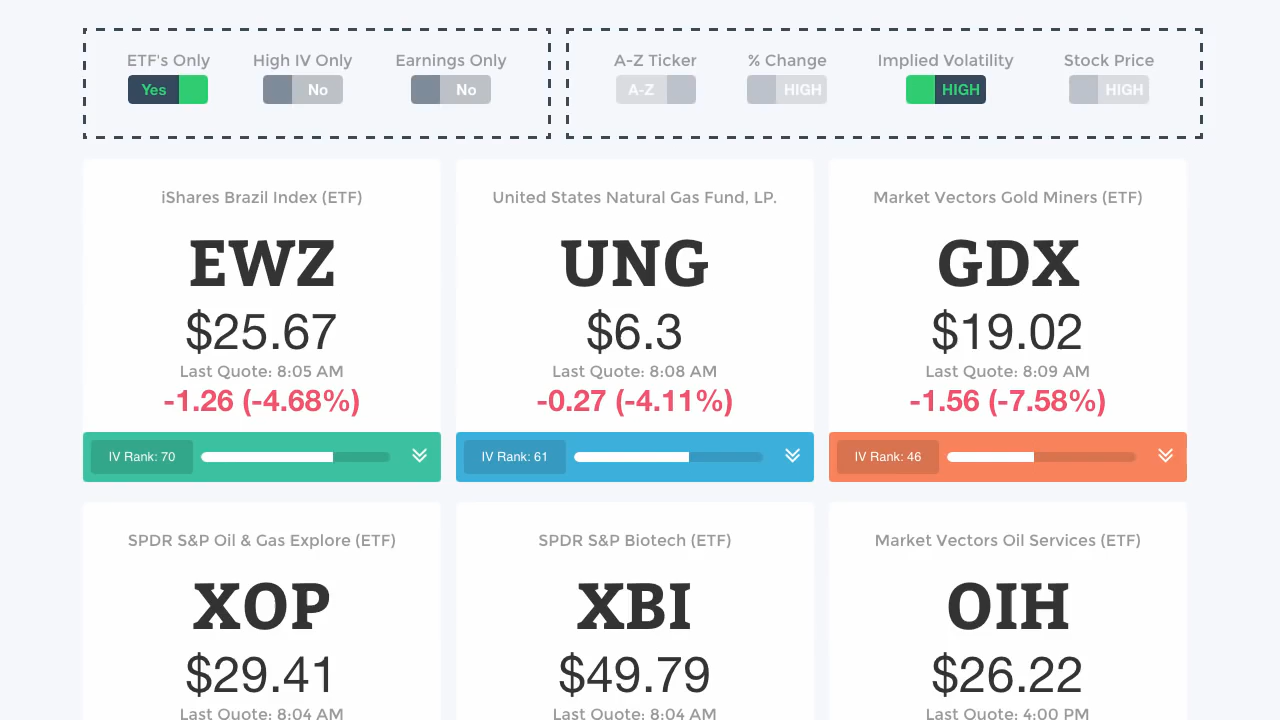 ETF's Only
High IV Only
Earnings Only
A-Z Ticker
% Change
Implied Volatility
Stock Price
Yes
No
No
A-Z
HIGH
HIGH
HIGH
iShares Brazil Index (ETF)
EWZ
$25.67
Last Quote: 8:05 AM
-1.26 (-4.68%)
IV Rank: 70
United States Natural Gas Fund, LP.
UNG
$6.3
Last Quote: 8:08 AM
-0.27 (-4.11%)
IV Rank: 61
Market Vectors Gold Miners (ETF)
GDX
$19.02
Last Quote: 8:09 AM
-1.56 (-7.58%)
IV Rank: 46
SPDR S&P Oil & Gas Explore (ETF)
XOP
$29.41
Last Quote: 8:04 AM
SPDR S&P Biotech (ETF)
XBI
$49.79
Last Quote: 8:04 AM
Market Vectors Oil Services (ETF)
OIH
$26.22
Last Quote: 4:00 PM